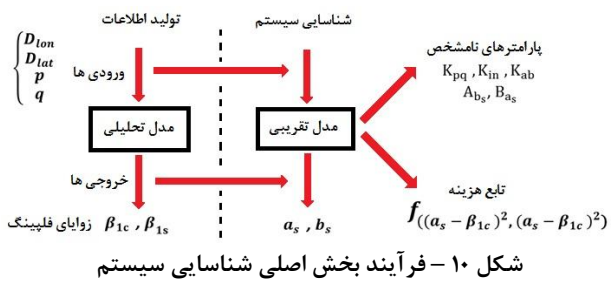 تولید اطلاعات
شناسایی سیستم
D_lon
D_lat
p
q
ورودی ها
پارامترهای نامشخص
K_pq , K_in , K_ab
A_bs, B_as
مدل تحلیلی
مدل تقریبی
خروجی ها
تابع هزینه
زوایای فلپینگ β_1c , β_1s
a_s , b_s
f((a_s − β_1c)^2, (a_s − β_1c)^2)
شکل ۱۰ – فرآیند بخش اصلی شناسایی سیستم